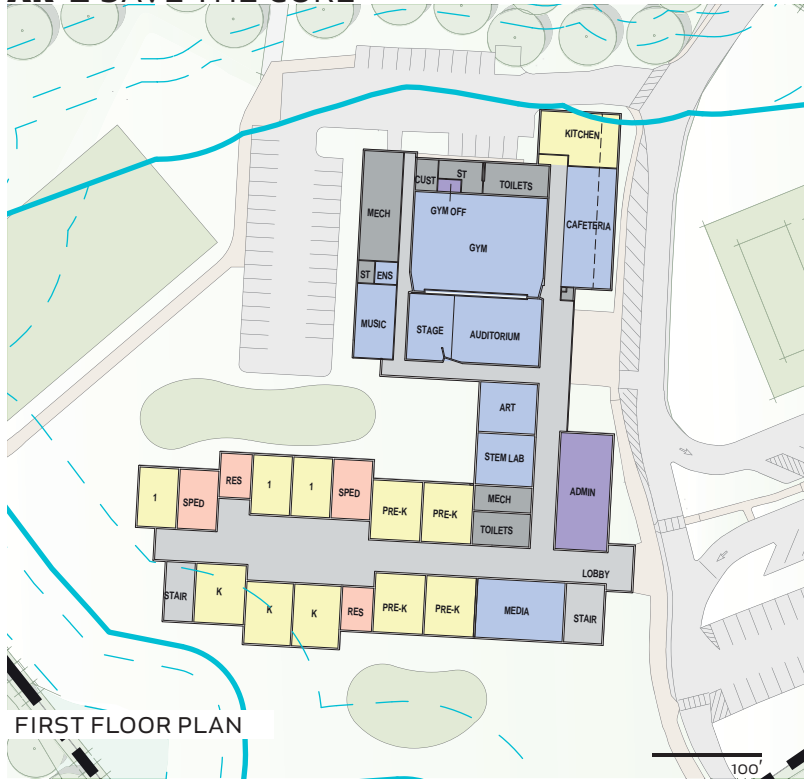 KITCHEN
CUST
ST
TOILETS
MECH
GYM OFF
CAFETERIA
GYM
ST
ENS
MUSIC
STAGE
AUDITORIUM
ART
STEM LAB
ADMIN
1
SPED
RES
1
1
SPED
PRE-K
PRE-K
MECH
TOILETS
LOBBY
STAIR
K
K
K
RES
PRE-K
PRE-K
MEDIA
STAIR
FIRST FLOOR PLAN
100'